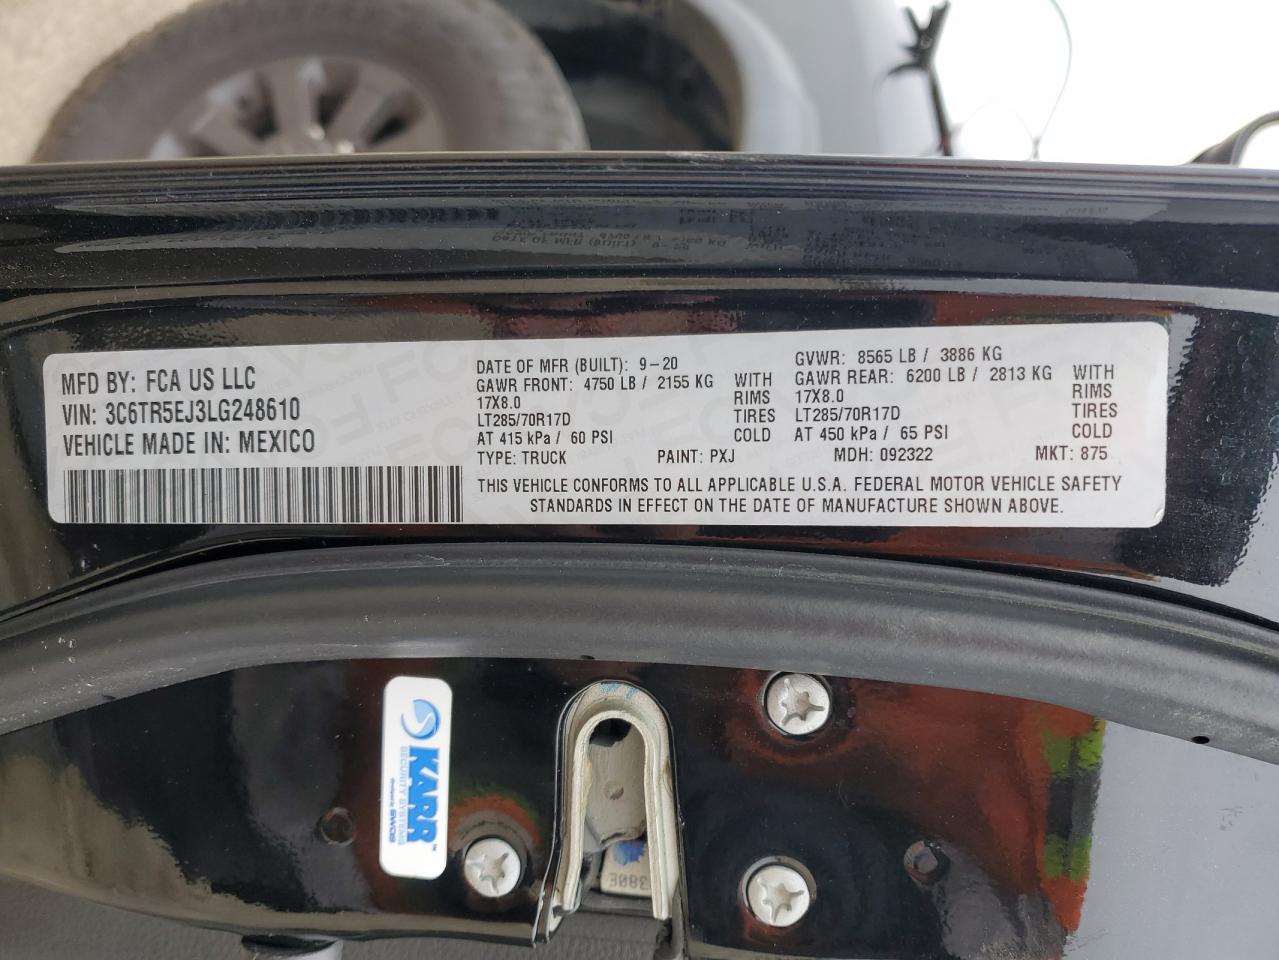 MFD BY: FCA US LLC
VIN: 3C6TR5EJ3LG248610
VEHICLE MADE IN: MEXICO
DATE OF MFR (BUILT): 9-20
GAWR FRONT: 4750 LB / 2155 KG WITH
17X8.0 RIMS
LT285/70R17D TIRES
AT 415 kPa / 60 PSI COLD
GVWR: 8565 LB / 3886 KG
GAWR REAR: 6200 LB / 2813 KG WITH
17X8.0 RIMS
LT285/70R17D TIRES
AT 450 kPa / 65 PSI COLD
TYPE: TRUCK PAINT: PXJ MDH: 092322 MKT: 875
THIS VEHICLE CONFORMS TO ALL APPLICABLE U.S.A. FEDERAL MOTOR VEHICLE SAFETY
STANDARDS IN EFFECT ON THE DATE OF MANUFACTURE SHOWN ABOVE.
KARR™
SECURITY SYSTEMS